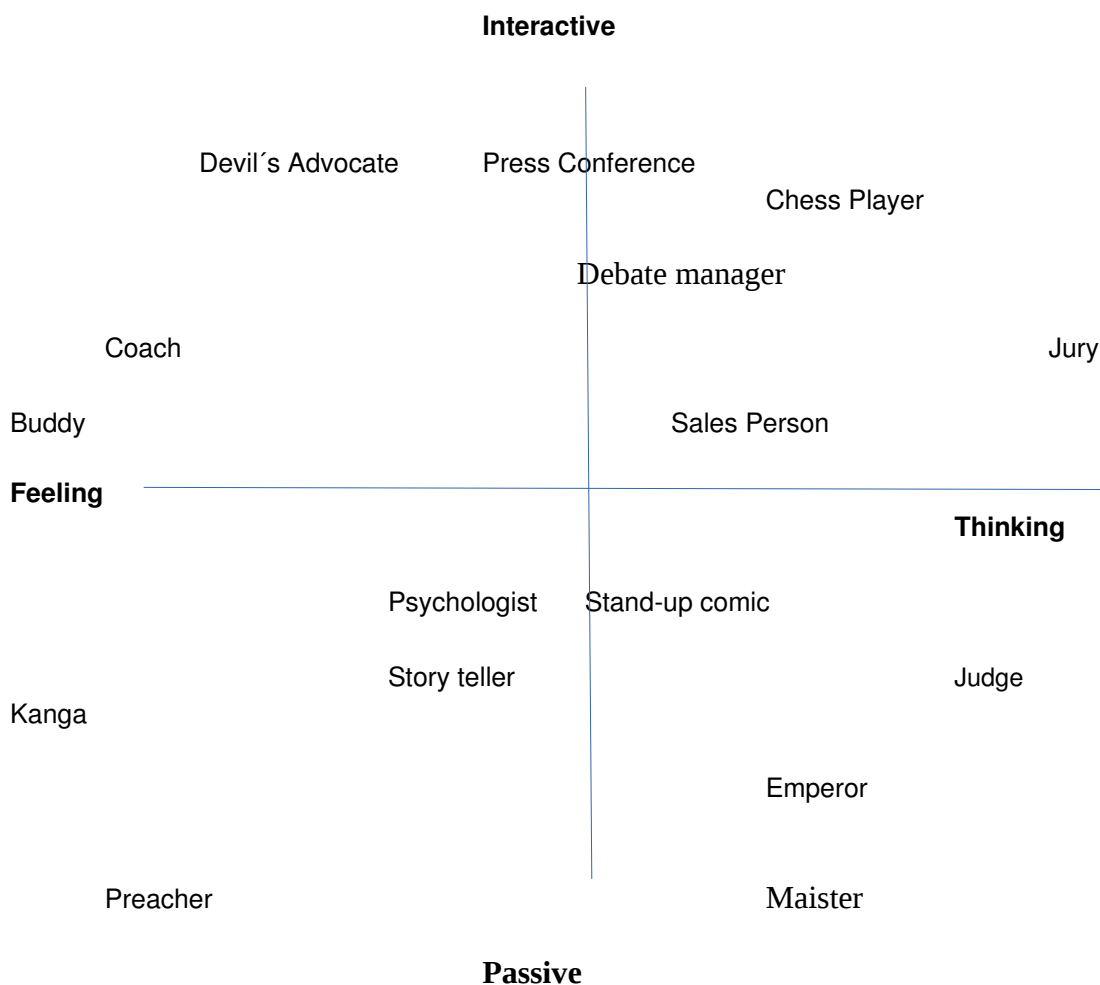 Interactive
Devil´s Advocate
Press Conference
Chess Player
Debate manager
Coach
Jury
Buddy
Sales Person
Feeling
Thinking
Psychologist
Stand-up comic
Story teller
Judge
Kanga
Emperor
Preacher
Maister
Passive